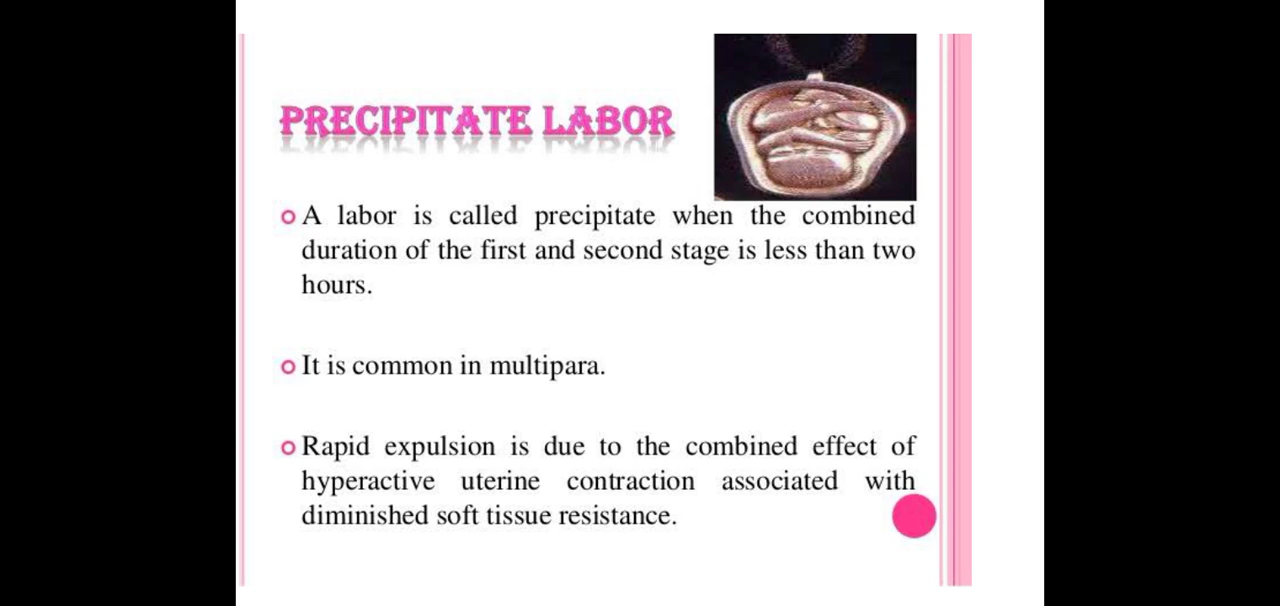 PRECIPITATE LABOR
A labor is called precipitate when the combined
duration of the first and second stage is less than two
hours.
It is common in multipara.
Rapid expulsion is due to the combined effect of
hyperactive uterine contraction associated with
diminished soft tissue resistance.